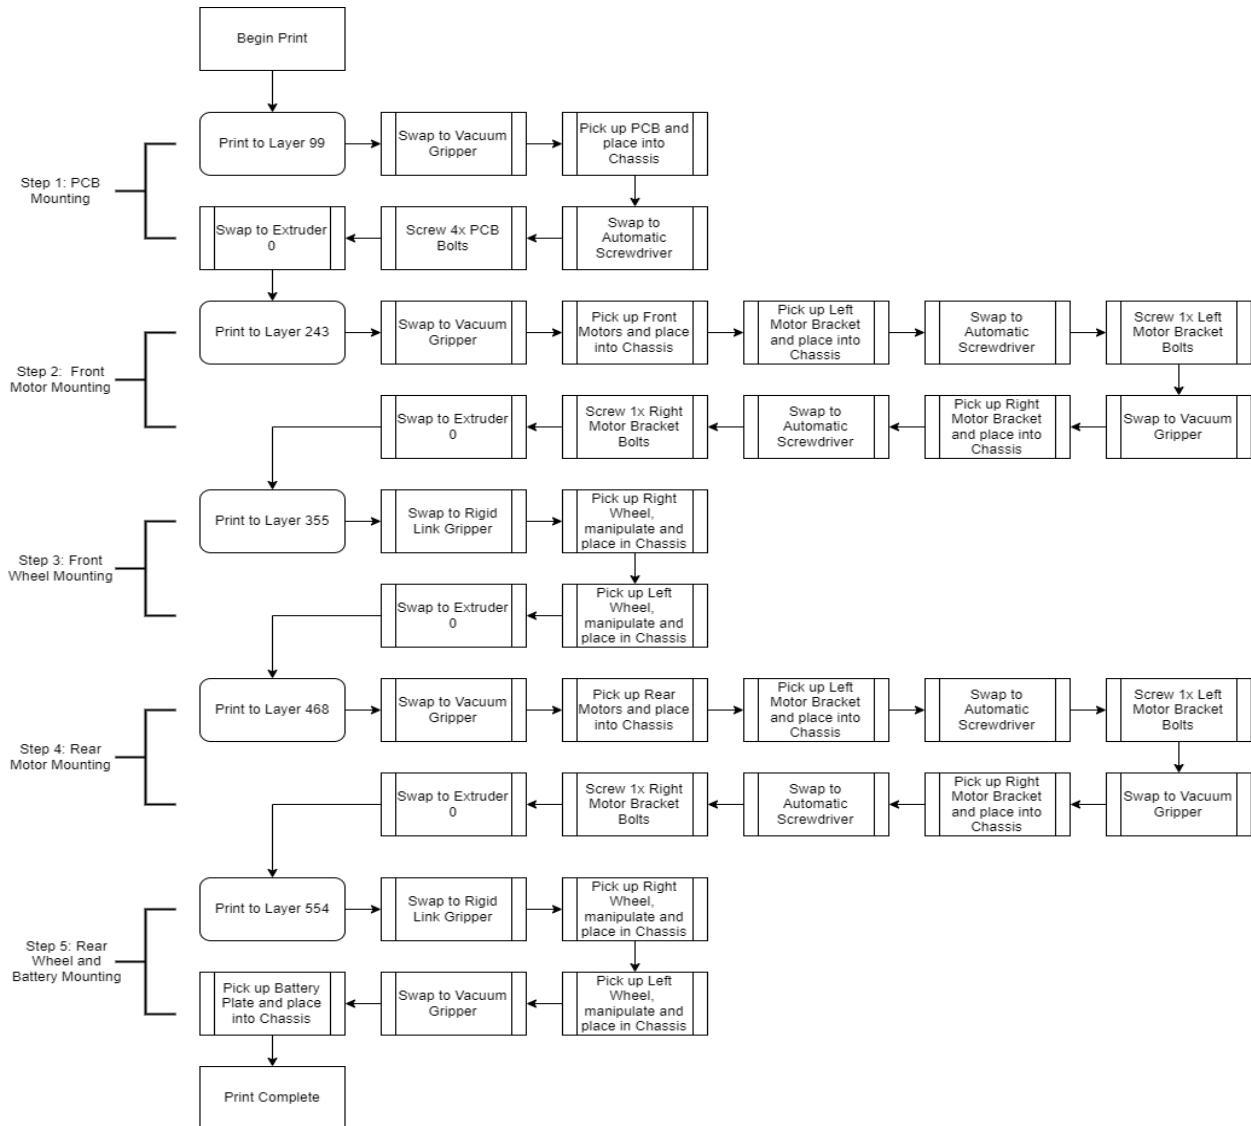 Begin Print
Step 1: PCB
Mounting
Print to Layer 99
Swap to Vacuum
Gripper
Pick up PCB and
place into
Chassis
Swap to
Automatic
Screwdriver
Screw 4x PCB
Bolts
Swap to Extruder
0
Step 2:  Front
Motor Mounting
Print to Layer 243
Swap to Vacuum
Gripper
Pick up Front
Motors and place
into Chassis
Pick up Left
Motor Bracket
and place into
Chassis
Swap to
Automatic
Screwdriver
Screw 1x Left
Motor Bracket
Bolts
Swap to Vacuum
Gripper
Pick up Right
Motor Bracket
and place into
Chassis
Swap to
Automatic
Screwdriver
Screw 1x Right
Motor Bracket
Bolts
Swap to Extruder
0
Step 3: Front
Wheel Mounting
Print to Layer 355
Swap to Rigid
Link Gripper
Pick up Right
Wheel,
manipulate and
place in Chassis
Pick up Left
Wheel,
manipulate and
place in Chassis
Swap to Extruder
0
Step 4: Rear
Motor Mounting
Print to Layer 468
Swap to Vacuum
Gripper
Pick up Rear
Motors and place
into Chassis
Pick up Left
Motor Bracket
and place into
Chassis
Swap to
Automatic
Screwdriver
Screw 1x Left
Motor Bracket
Bolts
Swap to Vacuum
Gripper
Pick up Right
Motor Bracket
and place into
Chassis
Swap to
Automatic
Screwdriver
Screw 1x Right
Motor Bracket
Bolts
Swap to Extruder
0
Step 5: Rear
Wheel and
Battery Mounting
Print to Layer 554
Swap to Rigid
Link Gripper
Pick up Right
Wheel,
manipulate and
place in Chassis
Pick up Left
Wheel,
manipulate and
place in Chassis
Swap to Vacuum
Gripper
Pick up Battery
Plate and place
into Chassis
Print Complete